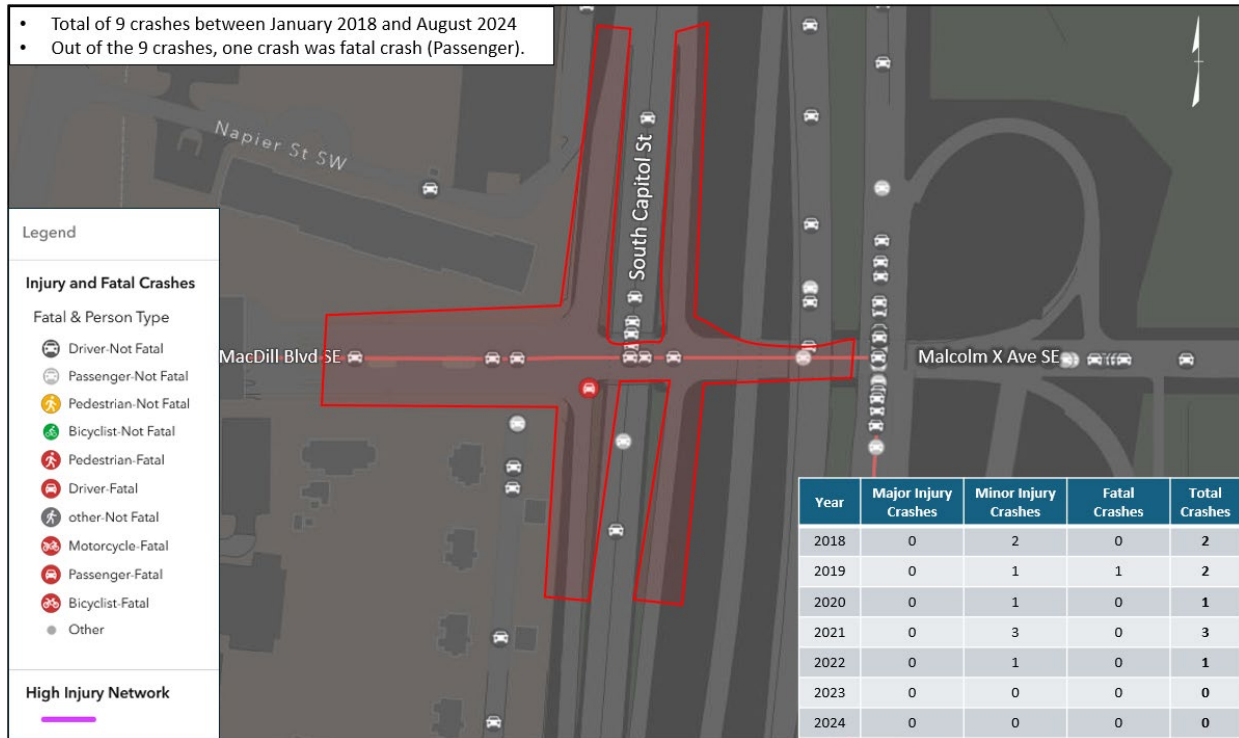 • Total of 9 crashes between January 2018 and August 2024
• Out of the 9 crashes, one crash was fatal crash (Passenger).
Napier St SW
South Capitol St
MacDill Blvd SE
Malcolm X Ave SE
Legend
Injury and Fatal Crashes
Fatal & Person Type
Driver-Not Fatal
Passenger-Not Fatal
Pedestrian-Not Fatal
Bicyclist-Not Fatal
Pedestrian-Fatal
Driver-Fatal
other-Not Fatal
Motorcycle-Fatal
Passenger-Fatal
Bicyclist-Fatal
Other
High Injury Network
Year Major Injury Crashes Minor Injury Crashes Fatal Crashes Total Crashes
2018 0 2 0 2
2019 0 1 1 2
2020 0 1 0 1
2021 0 3 0 3
2022 0 1 0 1
2023 0 0 0 0
2024 0 0 0 0